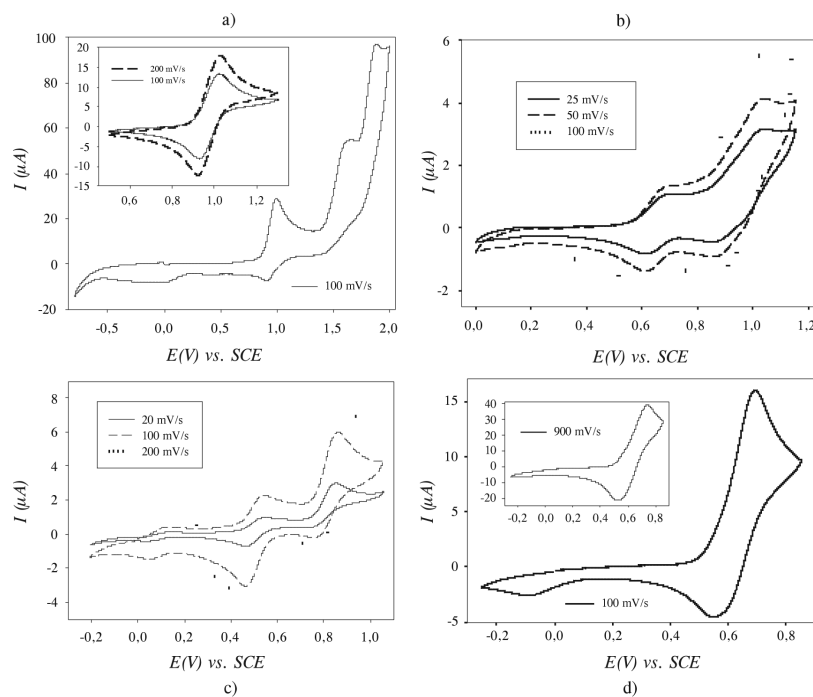 a)
100
80
60
40
20
0
-20
I (µA)
20
15
10
5
0
-5
-10
-15
200 mV/s
100 mV/s
0,6 0,8 1,0 1,2
100 mV/s
-0,5 0,0 0,5 1,0 1,5 2,0
E(V) vs. SCE
b)
6
4
2
0
-2
I (µA)
25 mV/s
50 mV/s
100 mV/s
0,0 0,2 0,4 0,6 0,8 1,0 1,2
E(V) vs. SCE
8
6
4
2
0
-2
-4
I (µA)
20 mV/s
100 mV/s
200 mV/s
-0,2 0,0 0,2 0,4 0,6 0,8 1,0
E(V) vs. SCE
c)
15
10
5
0
-5
I (µA)
40
30
20
10
0
-10
-20
900 mV/s
-0,2 0,0 0,2 0,4 0,6 0,8
100 mV/s
-0,2 0,0 0,2 0,4 0,6 0,8
E(V) vs. SCE
d)